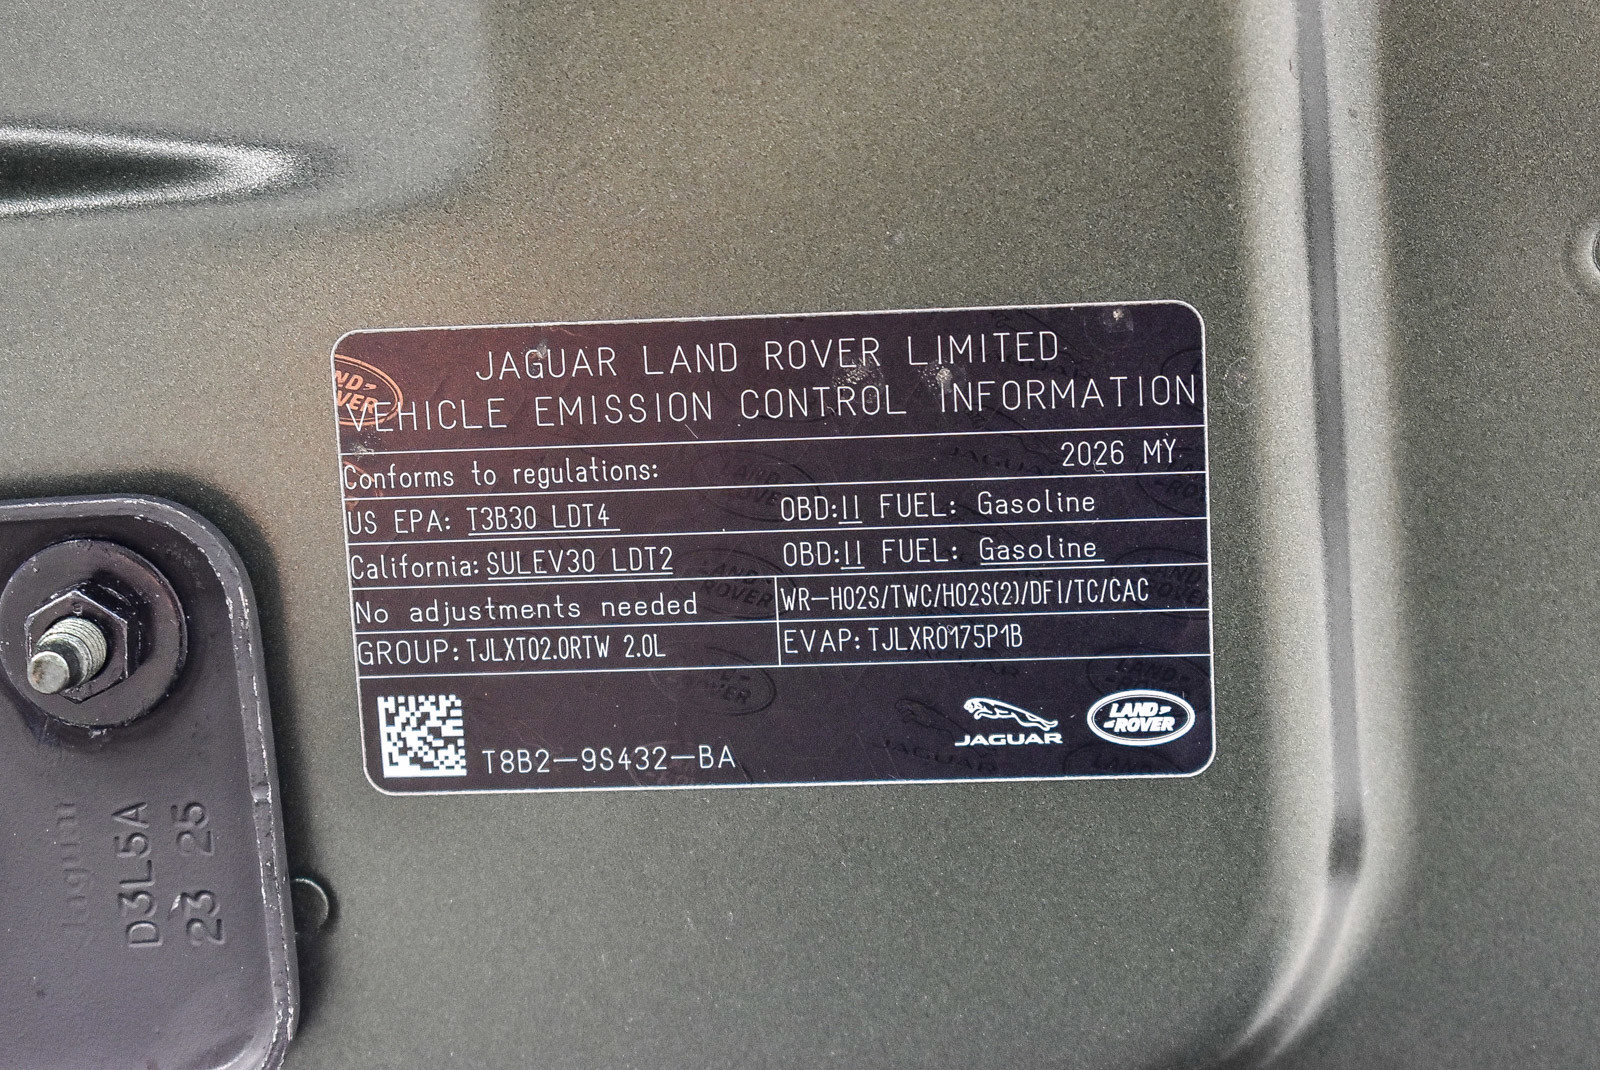 JAGUAR LAND ROVER LIMITED
VEHICLE EMISSION CONTROL INFORMATION
Conforms to regulations: 2026 MY
US EPA: T3B30 LDT4 OBD:II FUEL: Gasoline
California: SULEV30 LDT2 OBD:II FUEL: Gasoline
No adjustments needed WR-HO2S/TWC/HO2S(2)/DFI/TC/CAC
GROUP: TJLXT02.0RTW 2.0L EVAP: TJLXR0175P1B
T8B2-9S432-BA
JAGUAR
LAND-
-ROVER
D3L5A
23 25